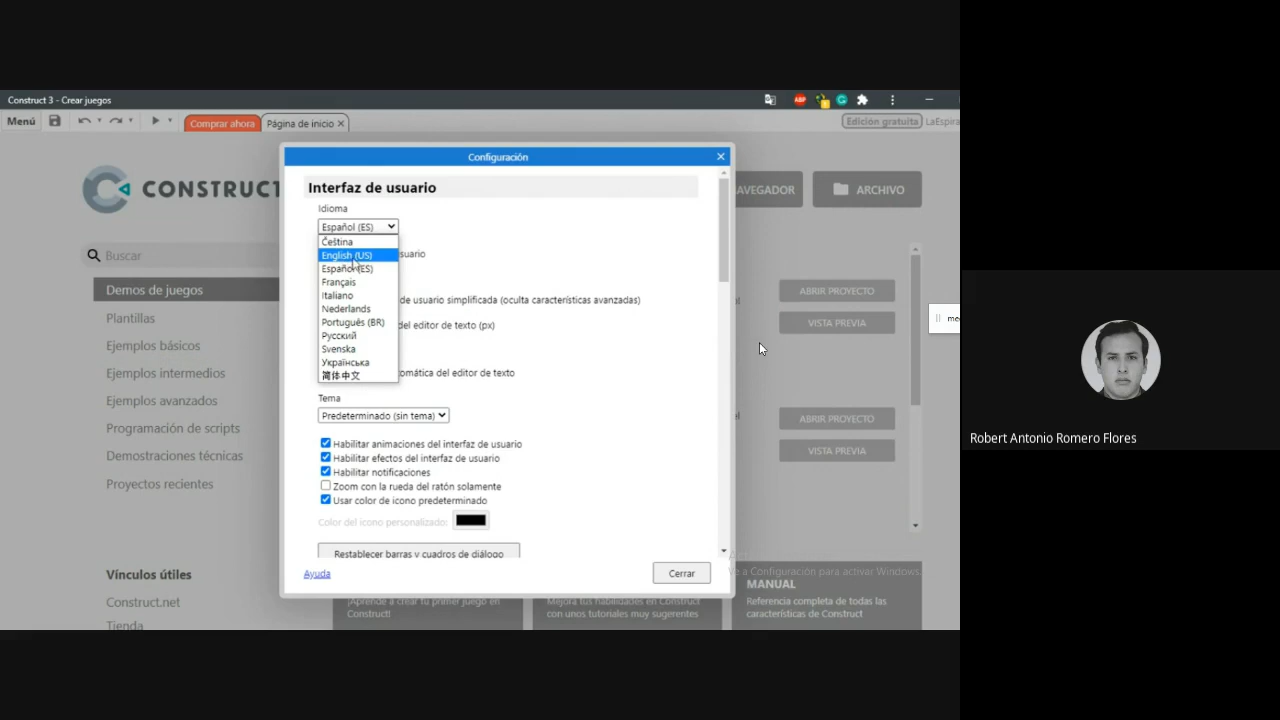 Construct 3 - Crear juegos
Menú
Comprar ahora
Página de inicio
Edición gratuita
CONSTRUCT
Configuración
Interfaz de usuario
Idioma
Español (ES)
Čeština
English (US)
Español (ES)
Français
Italiano
Nederlands
Português (BR)
Русский
Svenska
Українська
简体中文
suario
de usuario simplificada (oculta características avanzadas)
del editor de texto (px)
omática del editor de texto
Tema
Predeterminado (sin tema)
Habilitar animaciones del interfaz de usuario
Habilitar efectos del interfaz de usuario
Habilitar notificaciones
Zoom con la rueda del ratón solamente
Usar color de icono predeterminado
Color del icono personalizado:
Restablecer barras y cuadros de diálogo
Ayuda
Cerrar
AVEGADOR
ARCHIVO
Buscar
Demos de juegos
Plantillas
Ejemplos básicos
Ejemplos intermedios
Ejemplos avanzados
Programación de scripts
Demostraciones técnicas
Proyectos recientes
Vínculos útiles
Construct.net
Tienda
ABRIR PROYECTO
VISTA PREVIA
ABRIR PROYECTO
VISTA PREVIA
¡Aprende a crear tu primer juego en
Construct!
Mejora tus habilidades en Construct
con unos tutoriales muy sugerentes
e a Configuración para activar Windows.
MANUAL
Referencia completa de todas las
características de Construct
Robert Antonio Romero Flores